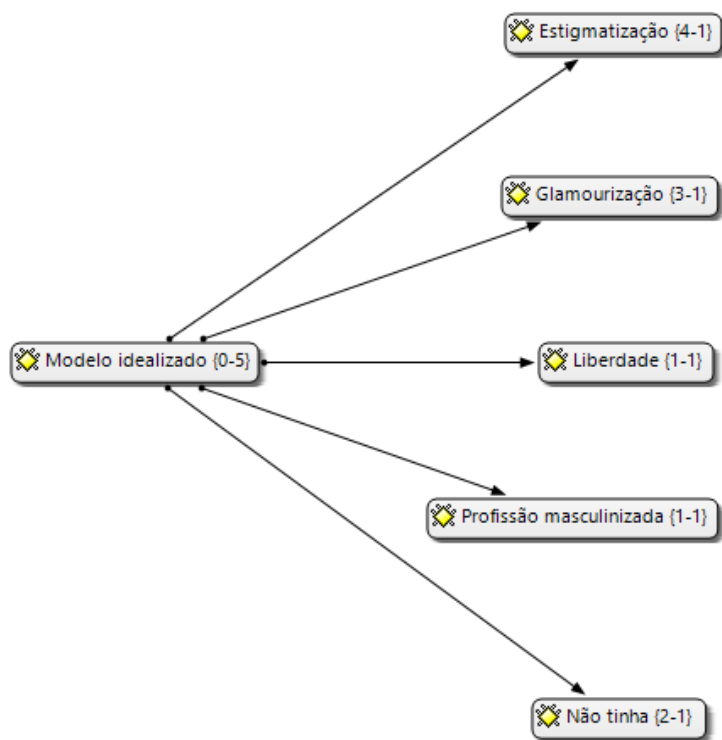 Estigmatização {4-1}
Glamourização {3-1}
Modelo idealizado {0-5}
Liberdade {1-1}
Profissão masculinizada {1-1}
Não tinha {2-1}